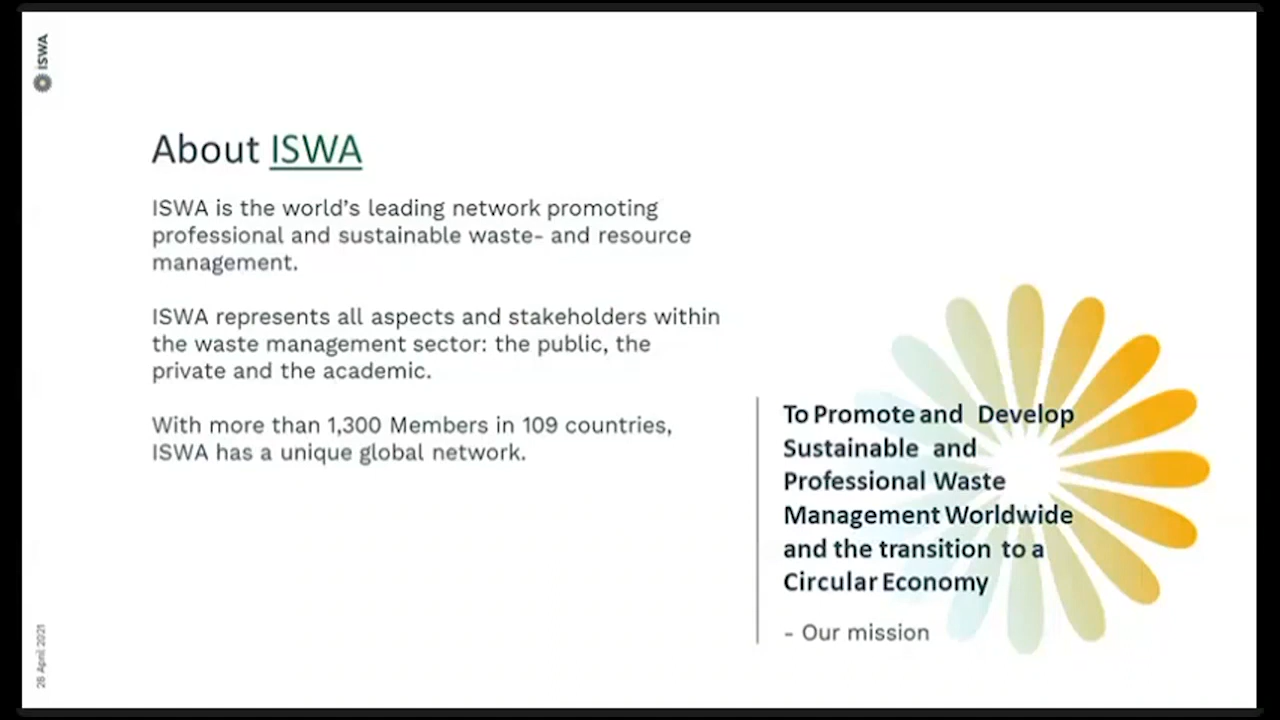 ISWA
About ISWA
ISWA is the world's leading network promoting
professional and sustainable waste- and resource
management.
ISWA represents all aspects and stakeholders within
the waste management sector: the public, the
private and the academic.
With more than 1,300 Members in 109 countries,
ISWA has a unique global network.
To Promote and Develop
Sustainable and
Professional Waste
Management Worldwide
and the transition to a
Circular Economy
- Our mission
28 April 2021